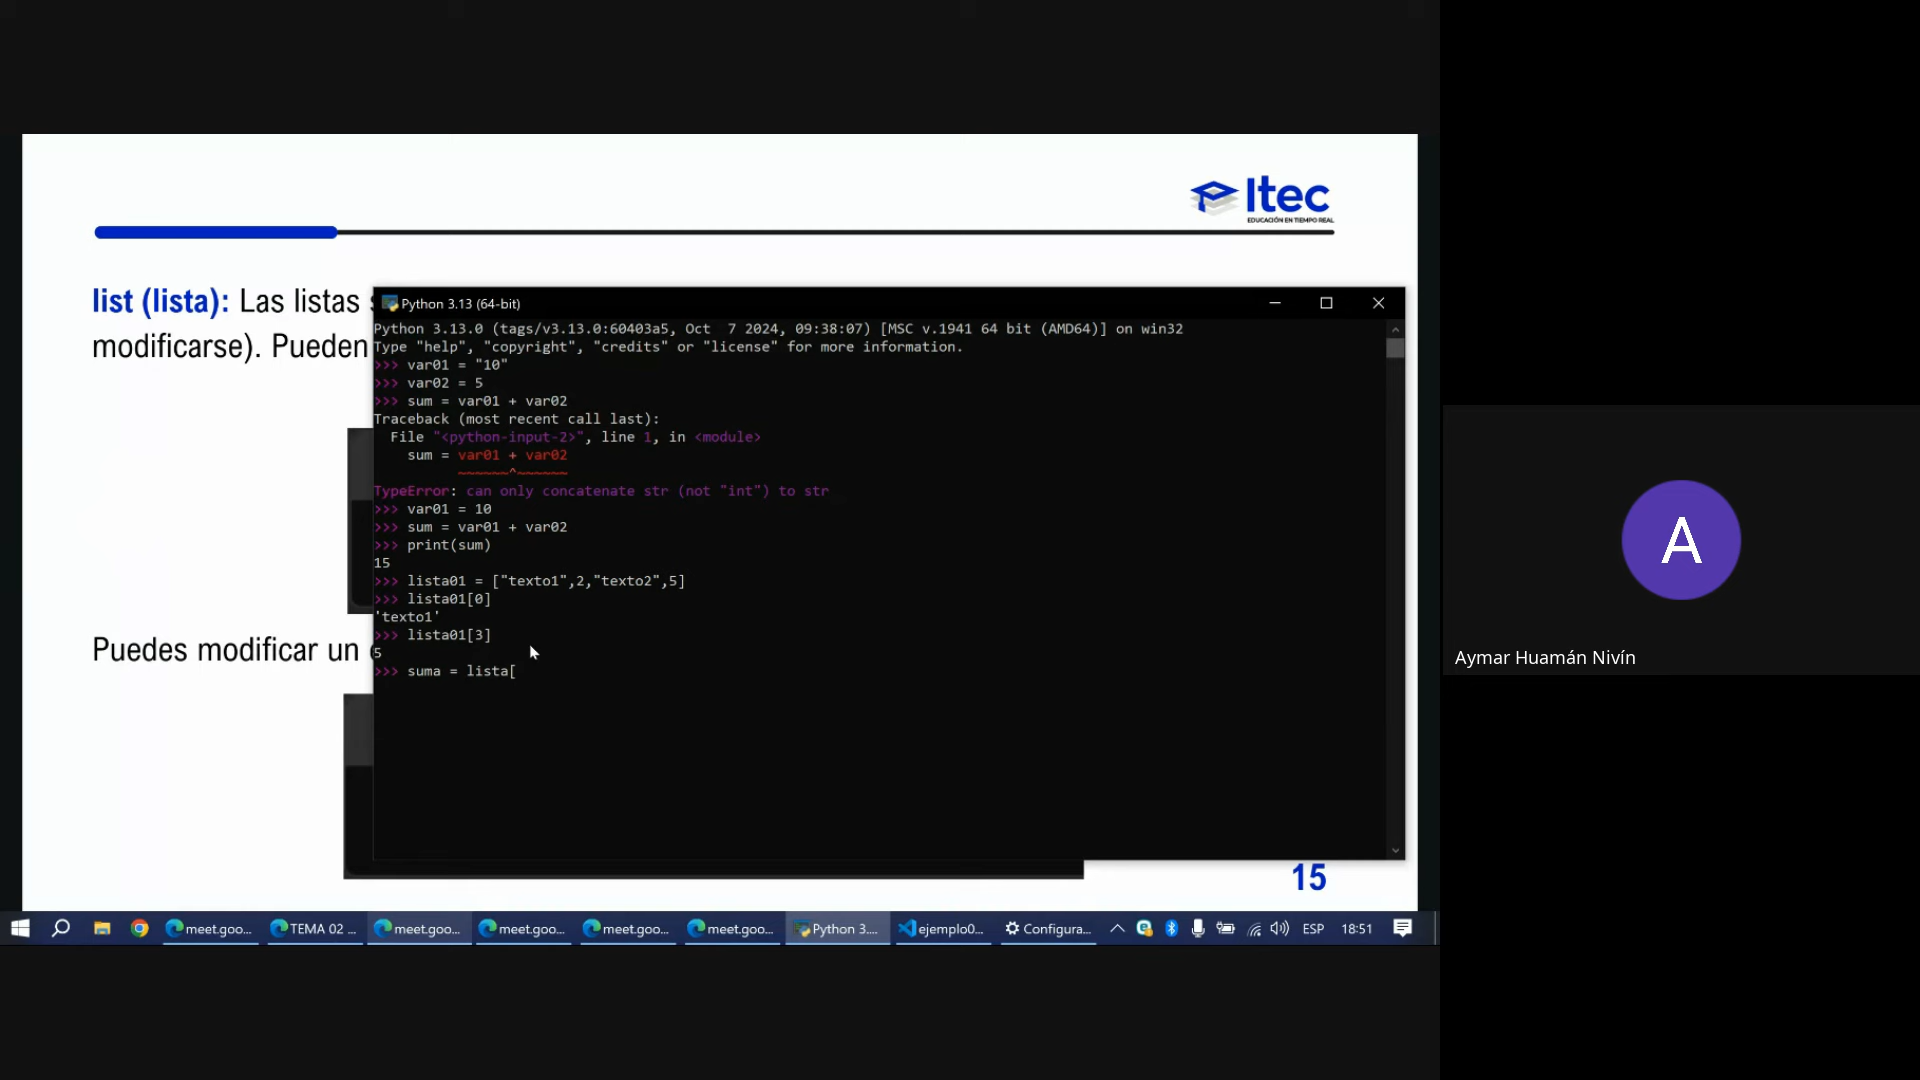 Itec
EDUCACIÓN EN TIEMPO REAL
list (lista): Las listas
modificarse). Pueden
Puedes modificar un
Python 3.13 (64-bit)
Python 3.13.0 (tags/v3.13.0:60403a5, Oct  7 2024, 09:38:07) [MSC v.1941 64 bit (AMD64)] on win32
Type "help", "copyright", "credits" or "license" for more information.
>>> var01 = "10"
>>> var02 = 5
>>> sum = var01 + var02
Traceback (most recent call last):
  File "<python-input-2>", line 1, in <module>
    sum = var01 + var02
          ~~~~~~^~~~~~~
TypeError: can only concatenate str (not "int") to str
>>> var01 = 10
>>> sum = var01 + var02
>>> print(sum)
15
>>> lista01 = ["texto1",2,"texto2",5]
>>> lista01[0]
'texto1'
>>> lista01[3]
5
>>> suma = lista[
15
A
Aymar Huamán Nivín
meet.goo...
TEMA 02 ...
meet.goo...
meet.goo...
meet.goo...
meet.goo...
Python 3....
ejemplo0...
Configura...
ESP
18:51